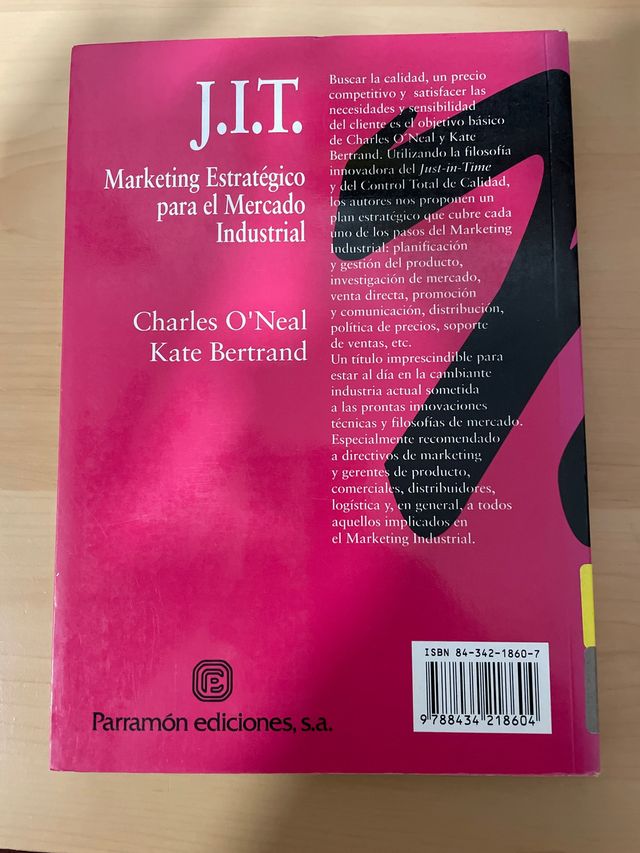 J.I.T.
Marketing Estratégico
para el Mercado
Industrial
Charles O'Neal
Kate Bertrand
Buscar la calidad, un precio
competitivo y satisfacer las
necesidades y sensibilidad
del cliente es el objetivo básico
de Charles O'Neal y Kate
Bertrand. Utilizando la filosofía
innovadora del Just-in-Time
y del Control Total de Calidad,
los autores nos proponen un
plan estratégico que cubre cada
uno de los pasos del Marketing
Industrial: planificación
y gestión del producto,
investigación de mercado,
venta directa, promoción
y comunicación, distribución,
política de precios, soporte
de ventas, etc.
Un título imprescindible para
estar al día en la cambiante
industria actual sometida
a las prontas innovaciones
técnicas y filosofías de mercado.
Especialmente recomendado
a directivos de marketing
y gerentes de producto,
comerciales, distribuidores,
logística y, en general, a todos
aquellos implicados en
el Marketing Industrial.
Parramón ediciones, s.a.
ISBN 84-342-1860-7
9 788434 218604